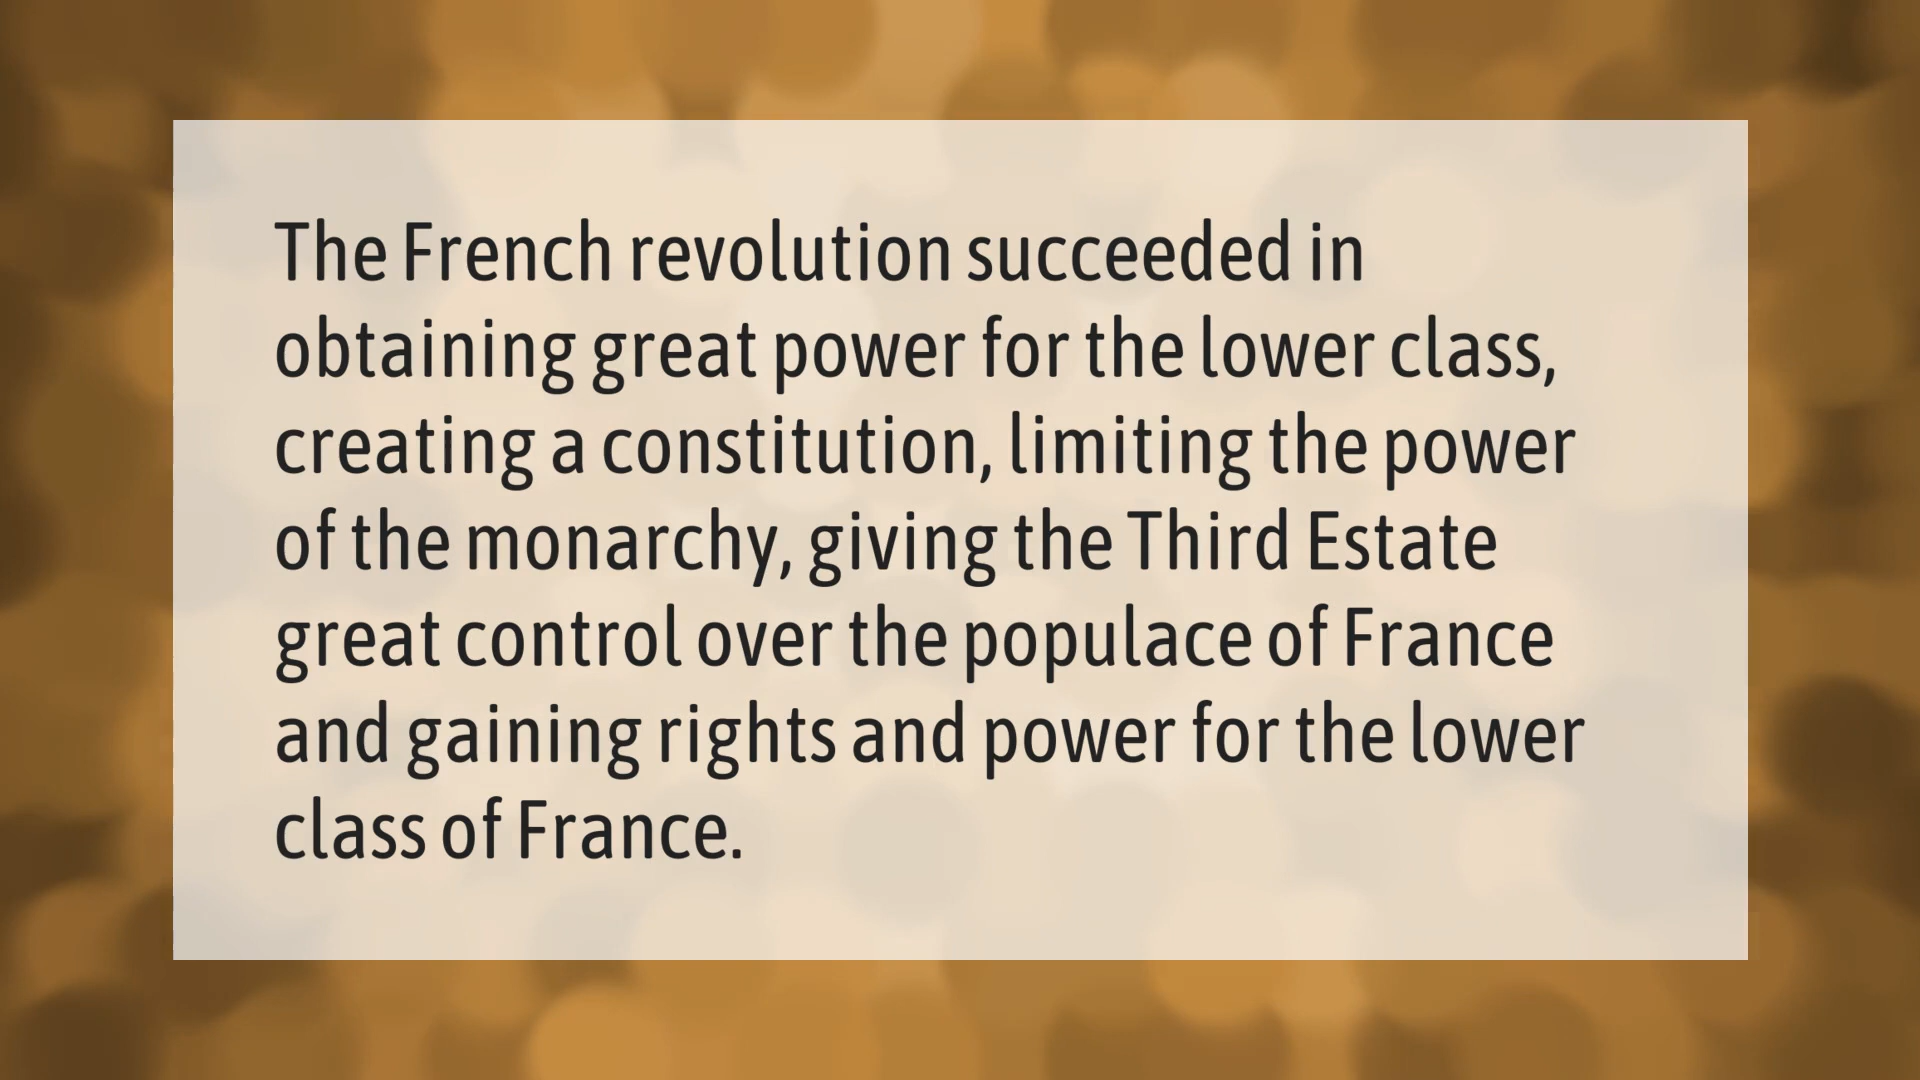 The French revolution succeeded in
obtaining great power for the lower class,
creating a constitution, limiting the power
of the monarchy, giving the Third Estate
great control over the populace of France
and gaining rights and power for the lower
class of France.